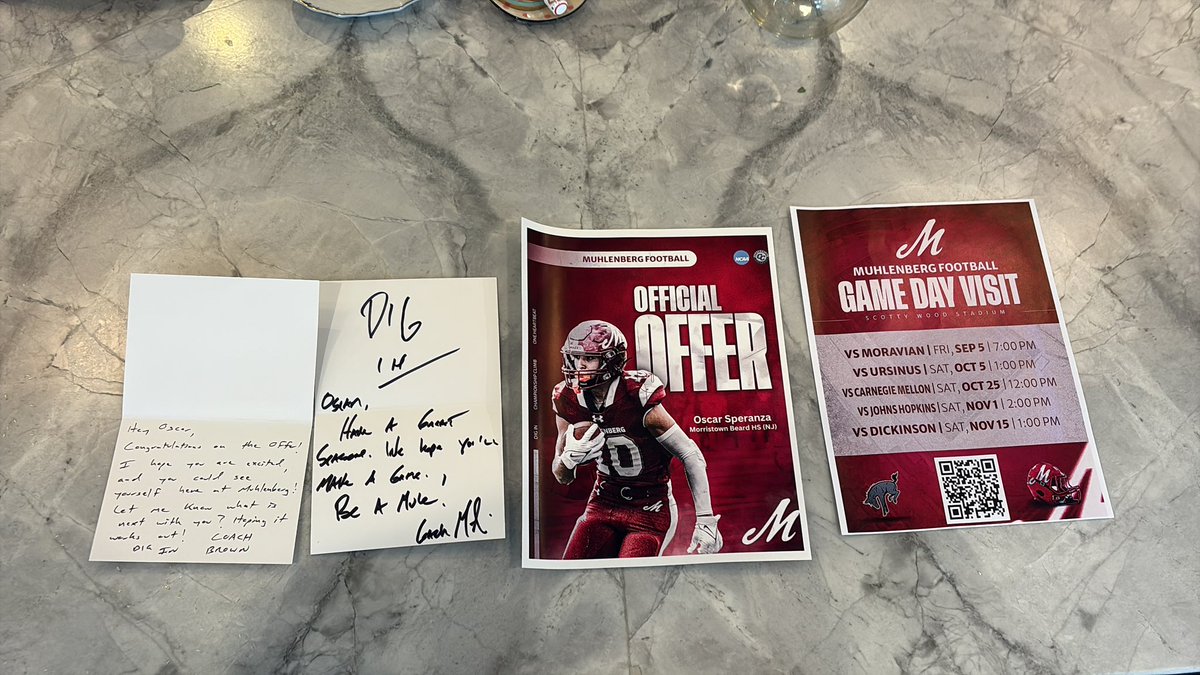 Hey Oscar,
Congratulations on the Offer!
I hope you are excited,
and you could see
yourself here at Muhlenberg!
Let me know what is
next with you? Hoping it
works out! COACH
DIG IN BROWN
DIG
IN
Oscar,
Have A Great
Season. We hope you'll
Make A Game.
Be A Mule.
Coach
MUHLENBERG FOOTBALL
NCAA
OFFICIAL
OFFER
Oscar Speranza
Morristown Beard HS (NJ)
ONE HEARTBEAT
CHAMPIONSHIP CLIMB
DIG IN
NBERG
10
C
M
M
M
MUHLENBERG FOOTBALL
GAME DAY VISIT
SCOTTY WOOD STADIUM
VS MORAVIAN | FRI, SEP 5 | 7:00 PM
VS URSINUS | SAT, OCT 5 | 1:00 PM
VS CARNEGIE MELLON | SAT, OCT 25 | 12:00 PM
VS JOHNS HOPKINS | SAT, NOV 1 | 2:00 PM
VS DICKINSON | SAT, NOV 15 | 1:00 PM
M